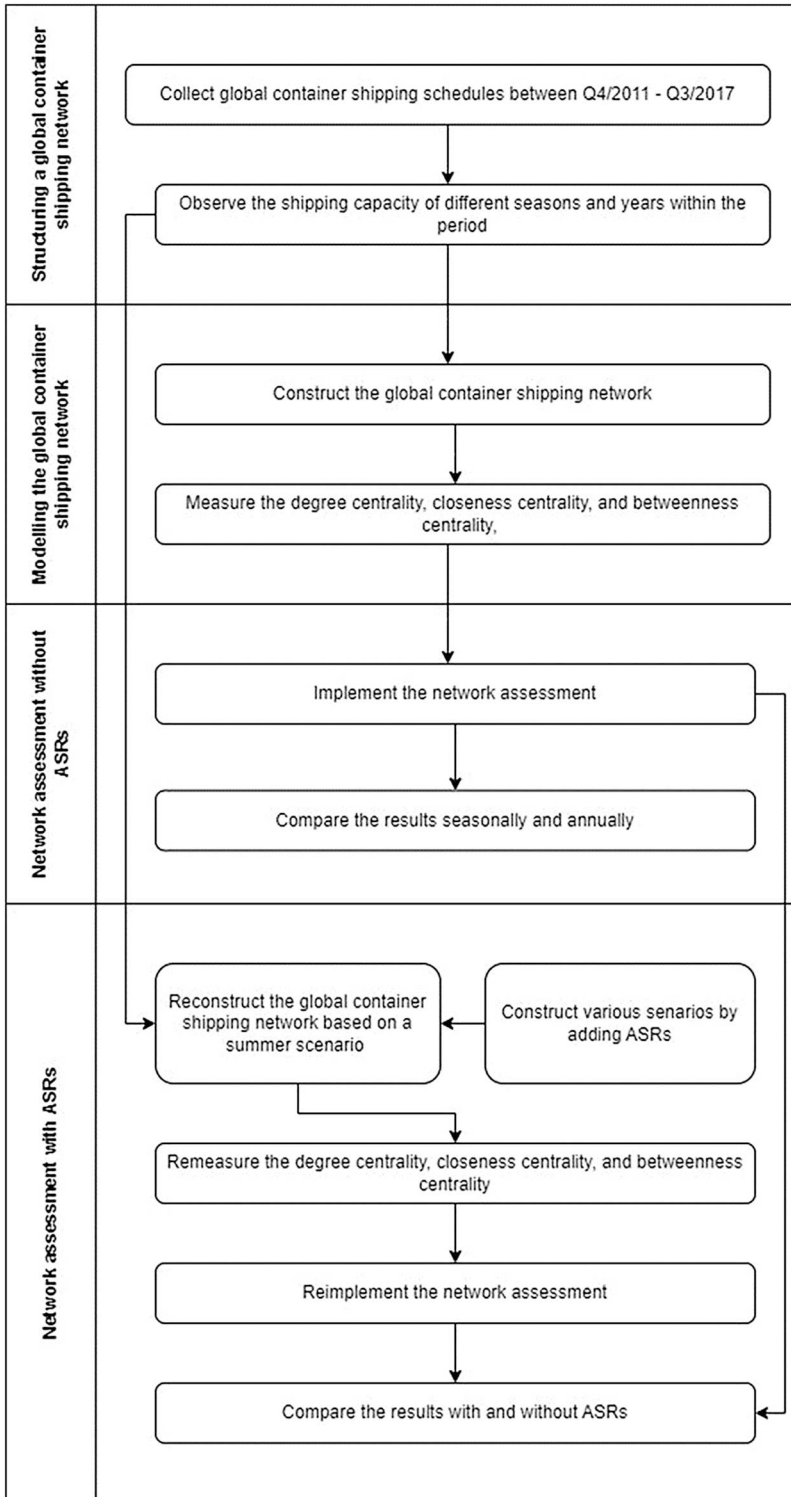 Structuring a global container
shipping network
Collect global container shipping schedules between Q4/2011 - Q3/2017
Observe the shipping capacity of different seasons and years within the
period
Modelling the global container
shipping network
Construct the global container shipping network
Measure the degree centrality, closeness centrality, and betweenness
centrality,
Network assessment without
ASRs
Implement the network assessment
Compare the results seasonally and annually
Network assessment with ASRs
Reconstruct the global container
shipping network based on a
summer scenario
Construct various senarios by
adding ASRs
Remeasure the degree centrality, closeness centrality, and betweenness
centrality
Reimplement the network assessment
Compare the results with and without ASRs